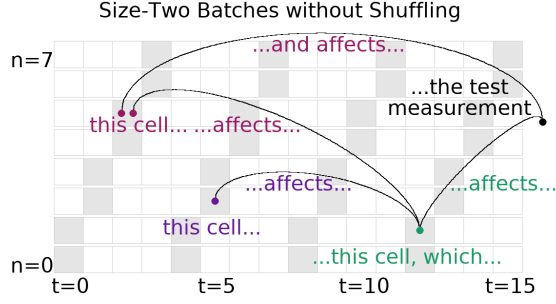 Size-Two Batches without Shuffling
n=7
...and affects...
...the test
measurement
this cell... ...affects...
...affects...
...affects...
this cell...
...this cell, which...
n=0
t=0
t=5
t=10
t=15